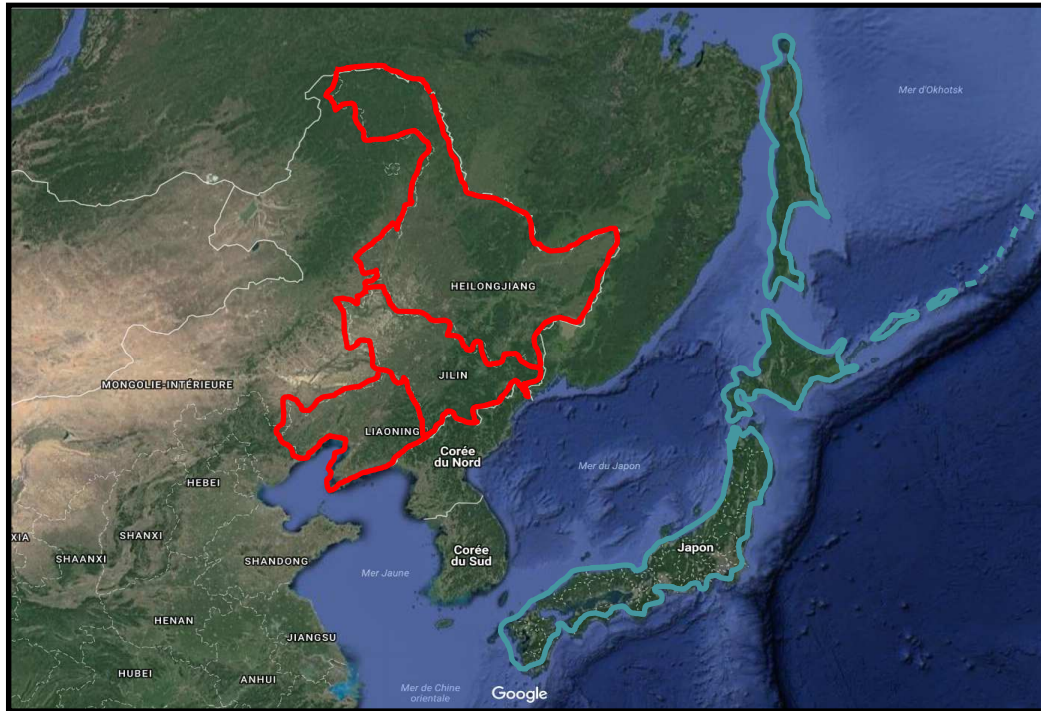 Mer d'Okhotsk
HEILONGJIANG
MONGOLIE-INTÉRIEURE
JILIN
LIAONING
Corée
du Nord
Mer du Japon
HEBEI
XIA
SHANXI
SHAANXI
SHANDONG
Corée
du Sud
Japon
Mer Jaune
HENAN
JIANGSU
HUBEI
ANHUI
Mer de Chine
orientale
Google